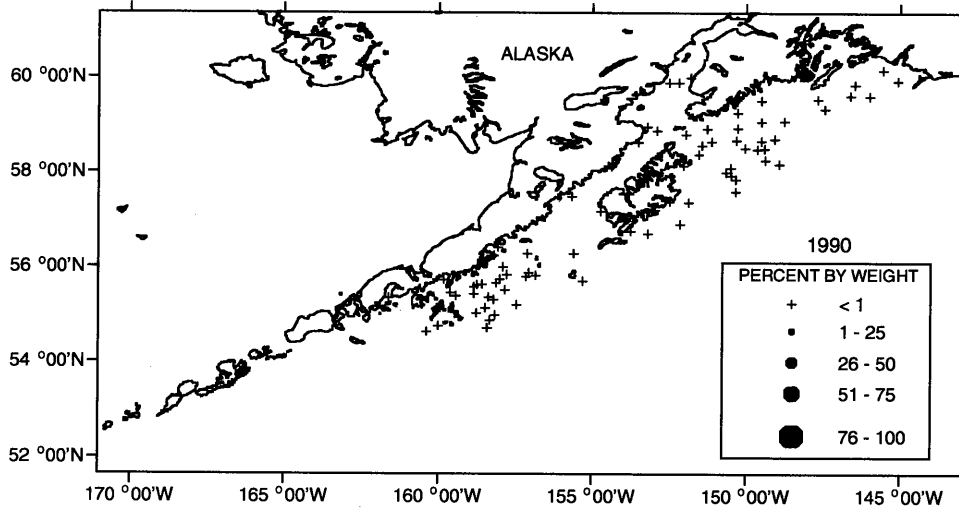 ALASKA
60 °00'N
58 °00'N
56 °00'N
54 °00'N
52 °00'N
1990
PERCENT BY WEIGHT
+ < 1
1 - 25
26 - 50
51 - 75
76 - 100
170 °00'W 165 °00'W 160 °00'W 155 °00'W 150 °00'W 145 °00'W